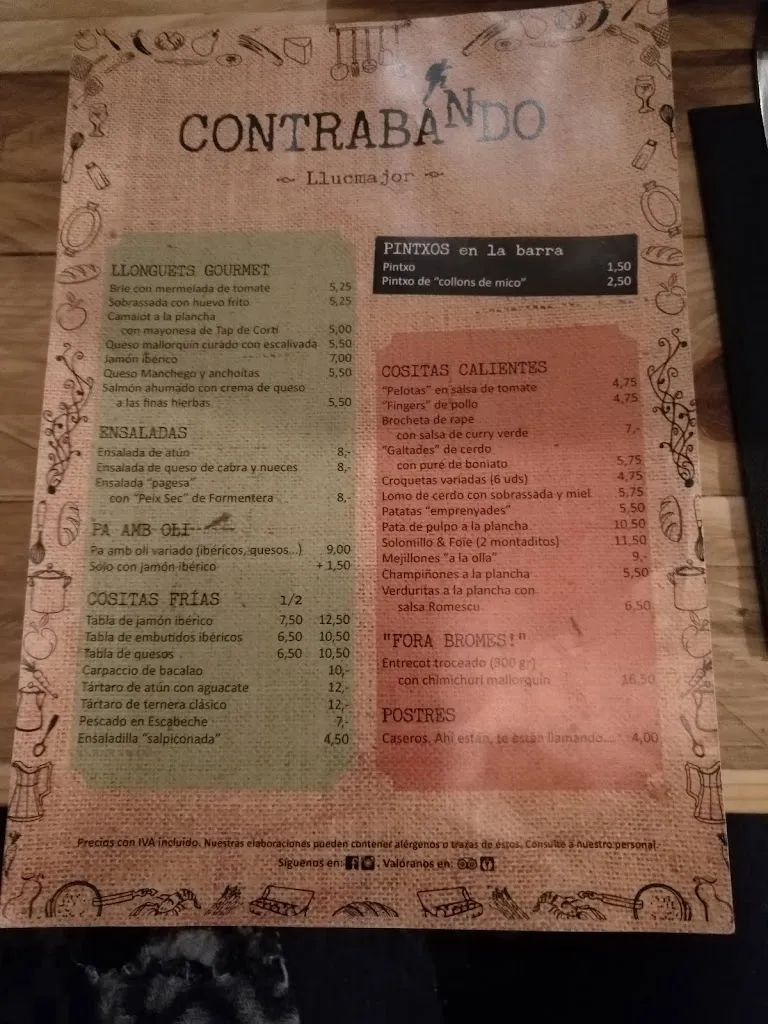 CONTRABANDO
Llucmajor
LLONGUETS GOURMET
Brie con mermelada de tomate 5,25
Sobrassada con huevo frito 5,25
Camaiot a la plancha
con mayonesa de Tap de Cortí 5,00
Queso mallorquín curado con escalivada 5,50
Jamón ibérico 7,00
Queso Manchego y anchoitas 5,50
Salmón ahumado con crema de queso
a las finas hierbas 5,50
ENSALADAS
Ensalada de atún 8,-
Ensalada de queso de cabra y nueces 8,-
Ensalada "pagesa"
con "Peix Sec" de Formentera 8,-
PA AMB OLI
Pa amb oli variado (ibéricos, quesos...) 9,00
Sólo con jamón ibérico + 1,50
COSITAS FRÍAS 1/2
Tabla de jamón ibérico 7,50 12,50
Tabla de embutidos ibéricos 6,50 10,50
Tabla de quesos 6,50 10,50
Carpaccio de bacalao 10,-
Tártaro de atún con aguacate 12,-
Tártaro de ternera clásico 12,-
Pescado en Escabeche 7,-
Ensaladilla "salpiconada" 4,50
PINTXOS en la barra
Pintxo 1,50
Pintxo de "collons de mico" 2,50
COSITAS CALIENTES
"Pelotas" en salsa de tomate 4,75
"Fingers" de pollo 4,75
Brocheta de rape
con salsa de curry verde 7,-
"Galtades" de cerdo
con puré de boniato 5,75
Croquetas variadas (6 uds) 4,75
Lomo de cerdo con sobrassada y miel 5,75
Patatas "emprenyades" 5,50
Pata de pulpo a la plancha 10,50
Solomillo & Foie (2 montaditos) 11,50
Mejillones "a la olla" 9,-
Champiñones a la plancha 5,50
Verduritas a la plancha con
salsa Romescu 6,50
"FORA BROMES!"
Entrecot troceado (300 gr)
con chimichuri mallorquín 16,50
POSTRES
Caseros. Ahí están, te están llamando... 4,00
Precios con IVA incluido. Nuestras elaboraciones pueden contener alérgenos o trazas de éstos. Consulte a nuestro personal.
Síguenos en: . Valóranos en: